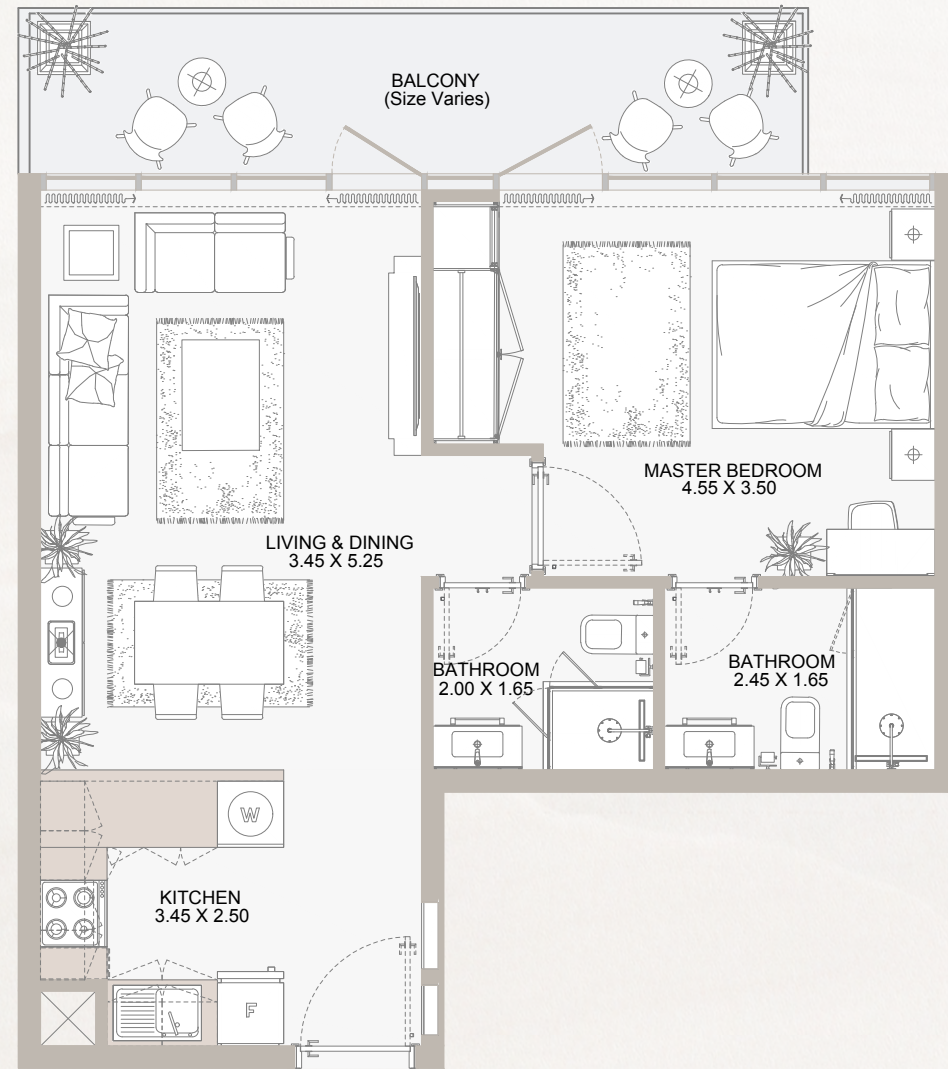 BALCONY
(Size Varies)
MASTER BEDROOM
4.55 X 3.50
LIVING & DINING
3.45 X 5.25
BATHROOM
2.00 X 1.65
BATHROOM
2.45 X 1.65
W
KITCHEN
3.45 X 2.50
F